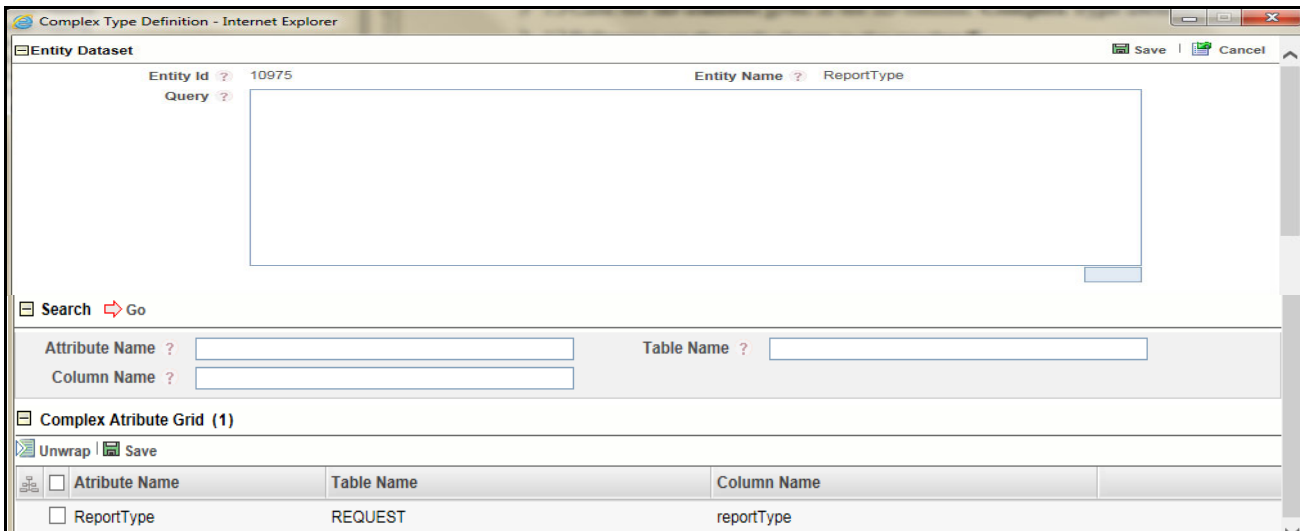 Complex Type Definition - Internet Explorer
Entity Dataset Save | Cancel
Entity Id ? 10975 Entity Name ? ReportType
Query ?
Search Go
Attribute Name ? Table Name ?
Column Name ?
Complex Atribute Grid (1)
Unwrap | Save
Atribute Name Table Name Column Name
ReportType REQUEST reportType